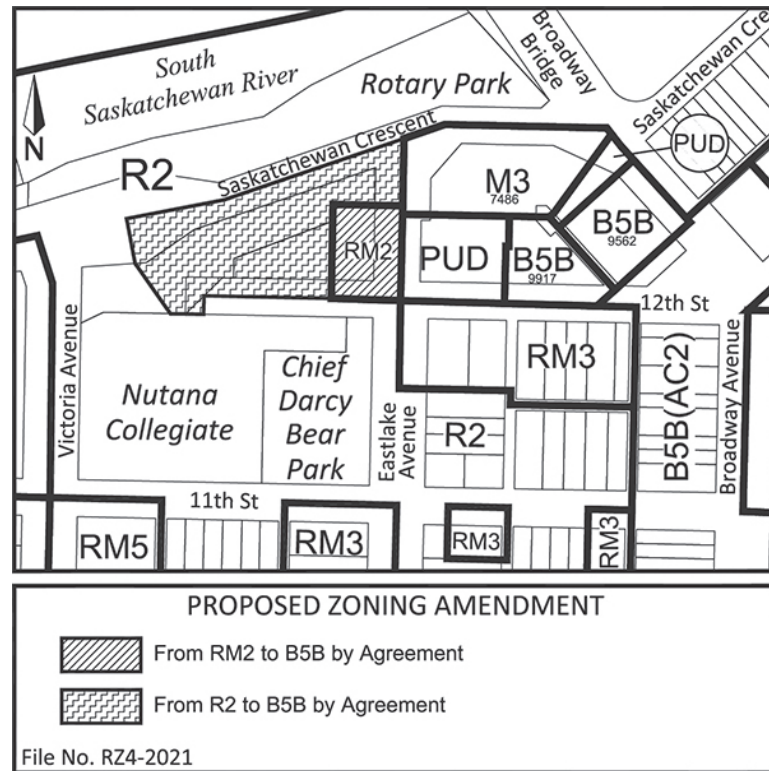 South
Saskatchewan River
Rotary Park
Broadway
Bridge
Saskatchewan Cre
N
R2
Saskatchewan Crescent
PUD
M3
7486
B5B
9562
RM2
PUD
B5B
9917
12th St
Victoria Avenue
Nutana
Collegiate
Chief
Darcy
Bear
Park
Eastlake
Avenue
RM3
R2
B5B(AC2)
Broadway Avenue
11th St
RM5
RM3
RM3
RM3
PROPOSED ZONING AMENDMENT
From RM2 to B5B by Agreement
From R2 to B5B by Agreement
File No. RZ4-2021